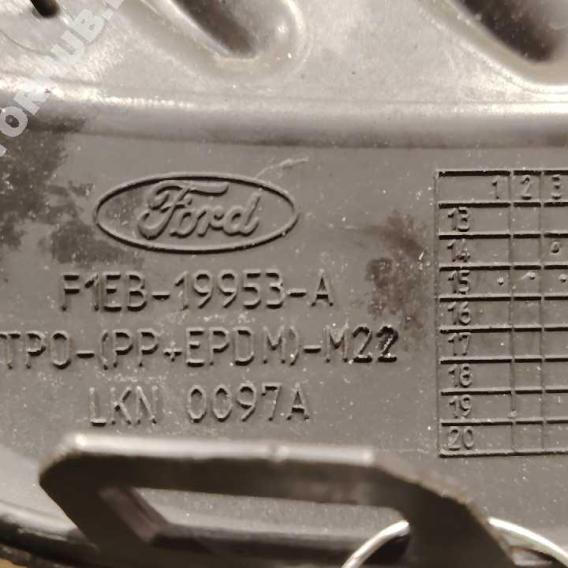 Ford
F1EB-19953-A
TPO-(PP+EPDM)-M22
LKN 0097A
1 2 3
13
14
15
16
17
18
19
20